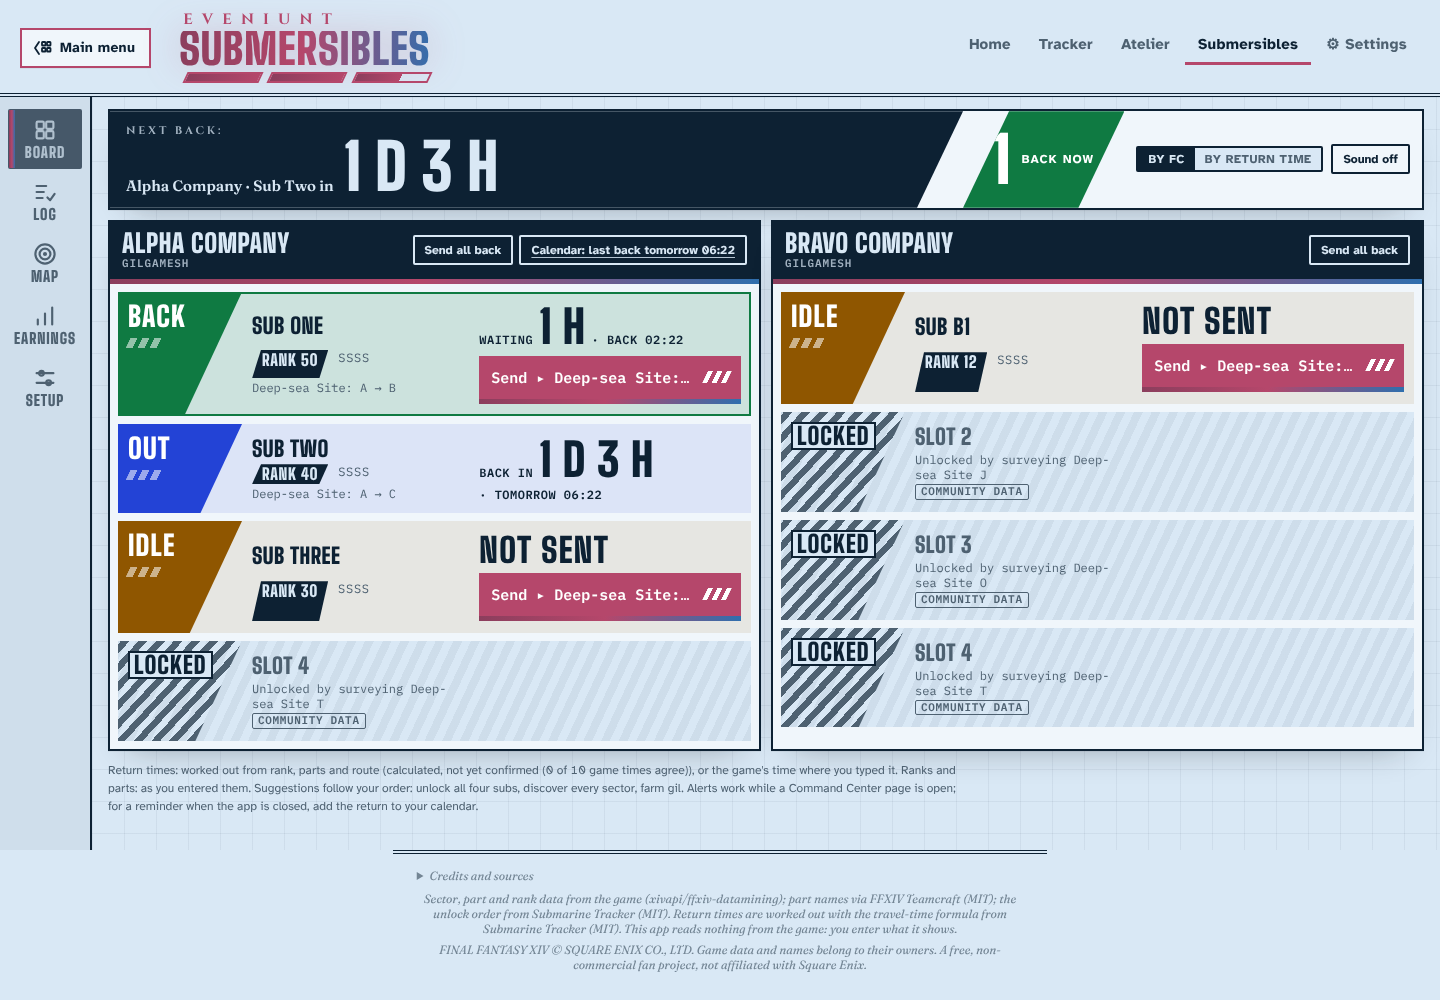 Main menu
EVENIUNT
SUBMERSIBLES
Home
Tracker
Atelier
Submersibles
⚙ Settings
BOARD
LOG
MAP
EARNINGS
SETUP
NEXT BACK:
Alpha Company · Sub Two in 1D 3H
1 BACK NOW
BY FC
BY RETURN TIME
Sound off
ALPHA COMPANY
GILGAMESH
Send all back
Calendar: last back tomorrow 06:22
BACK
SUB ONE
RANK 50 SSSS
Deep-sea Site: A → B
WAITING 1H · BACK 02:22
Send ▸ Deep-sea Site:…
OUT
SUB TWO
RANK 40 SSSS
Deep-sea Site: A → C
BACK IN 1D 3H
· TOMORROW 06:22
IDLE
SUB THREE
RANK 30 SSSS
NOT SENT
Send ▸ Deep-sea Site:…
LOCKED
SLOT 4
Unlocked by surveying Deep-
sea Site T
COMMUNITY DATA
BRAVO COMPANY
GILGAMESH
Send all back
IDLE
SUB B1
RANK 12 SSSS
NOT SENT
Send ▸ Deep-sea Site:…
LOCKED
SLOT 2
Unlocked by surveying Deep-
sea Site J
COMMUNITY DATA
LOCKED
SLOT 3
Unlocked by surveying Deep-
sea Site O
COMMUNITY DATA
LOCKED
SLOT 4
Unlocked by surveying Deep-
sea Site T
COMMUNITY DATA
Return times: worked out from rank, parts and route (calculated, not yet confirmed (0 of 10 game times agree)), or the game's time where you typed it. Ranks and
parts: as you entered them. Suggestions follow your order: unlock all four subs, discover every sector, farm gil. Alerts work while a Command Center page is open;
for a reminder when the app is closed, add the return to your calendar.
▶ Credits and sources
Sector, part and rank data from the game (xivapi/ffxiv-datamining); part names via FFXIV Teamcraft (MIT); the
unlock order from Submarine Tracker (MIT). Return times are worked out with the travel-time formula from
Submarine Tracker (MIT). This app reads nothing from the game: you enter what it shows.
FINAL FANTASY XIV © SQUARE ENIX CO., LTD. Game data and names belong to their owners. A free, non-
commercial fan project, not affiliated with Square Enix.